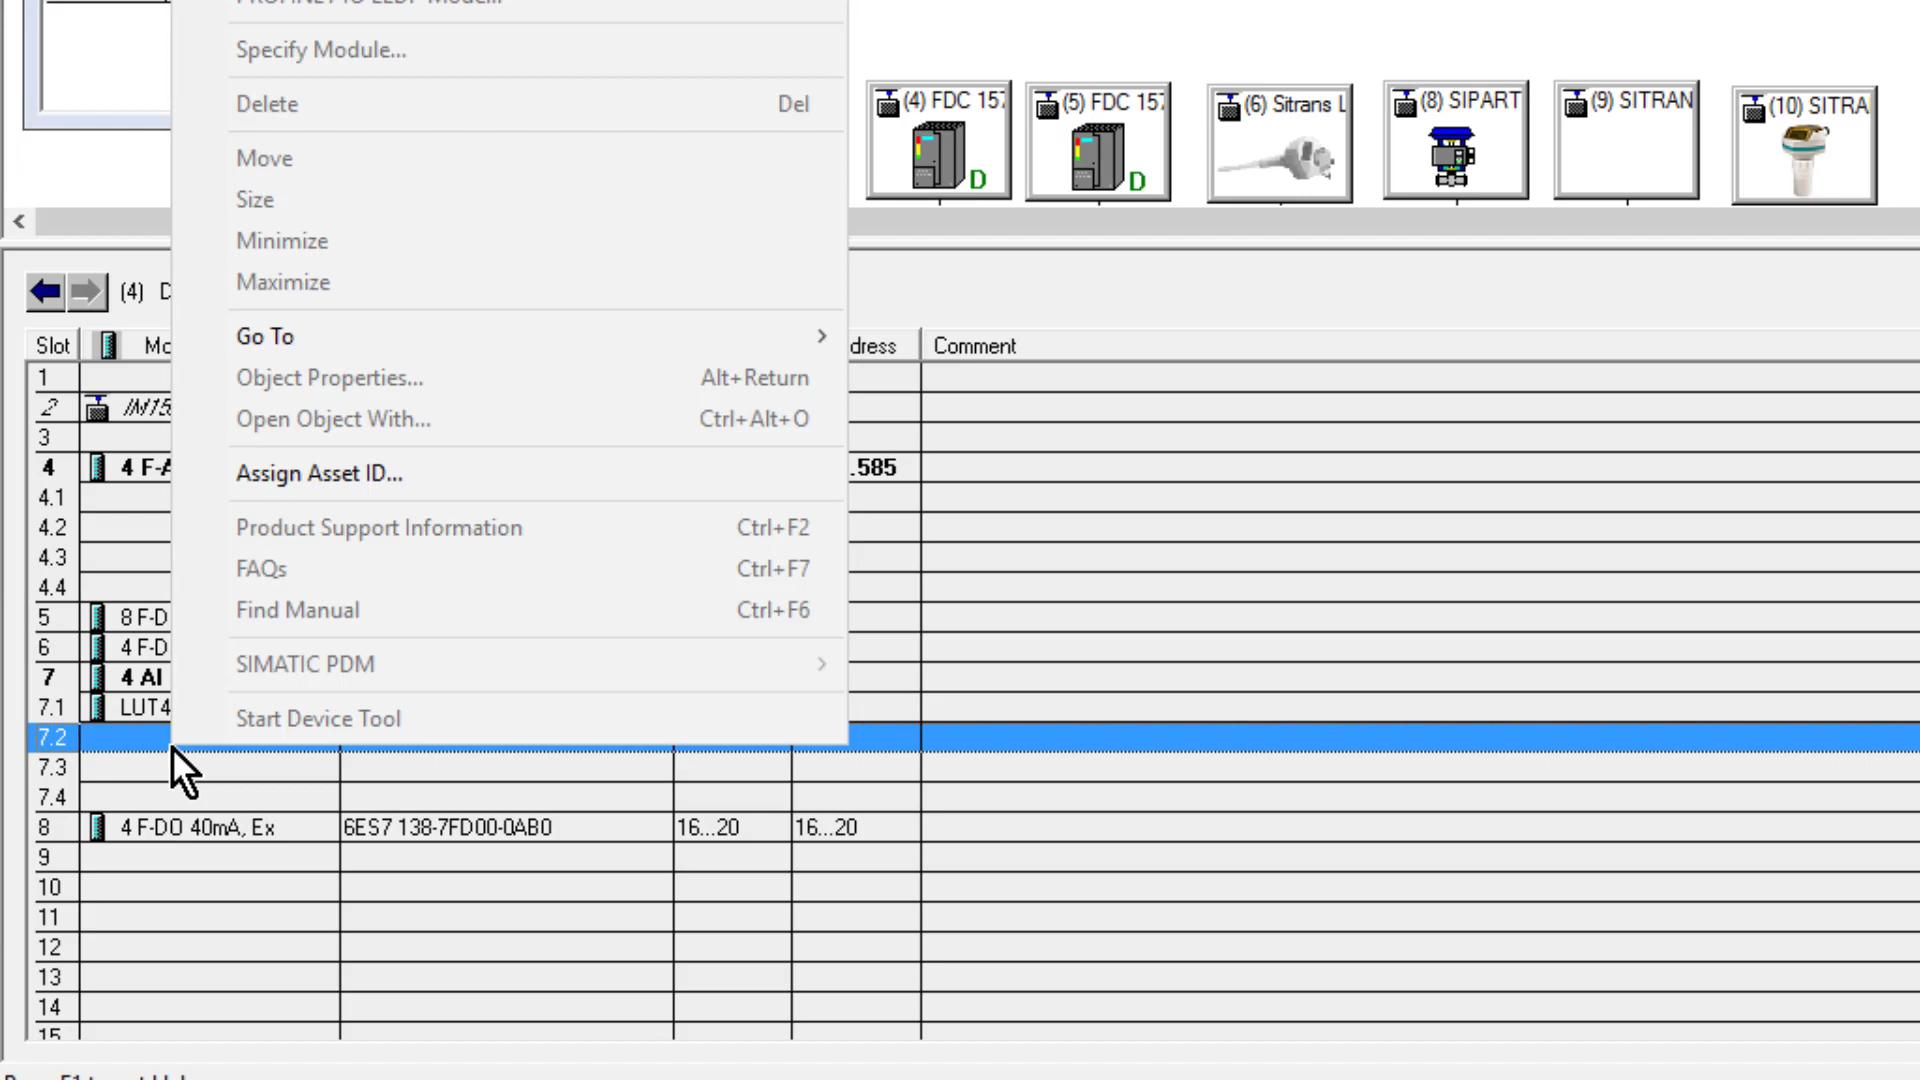 Specify Module...
Delete Del
Move
Size
Minimize
Maximize
Go To
Object Properties... Alt+Return
Open Object With... Ctrl+Alt+O
Assign Asset ID...
Product Support Information Ctrl+F2
FAQs Ctrl+F7
Find Manual Ctrl+F6
SIMATIC PDM
Start Device Tool
(4) FDC 157
(5) FDC 157
(6) Sitrans L
(8) SIPART
(9) SITRAN
(10) SITRA
(4) D
Slot Mo dress Comment
1
2 IM15
3
4 4 F-A .585
4.1
4.2
4.3
4.4
5 8 F-D
6 4 F-D
7 4 AI
7.1 LUT4
7.2
7.3
7.4
8 4 F-DO 40mA, Ex 6ES7 138-7FD00-0AB0 16...20 16...20
9
10
11
12
13
14
15